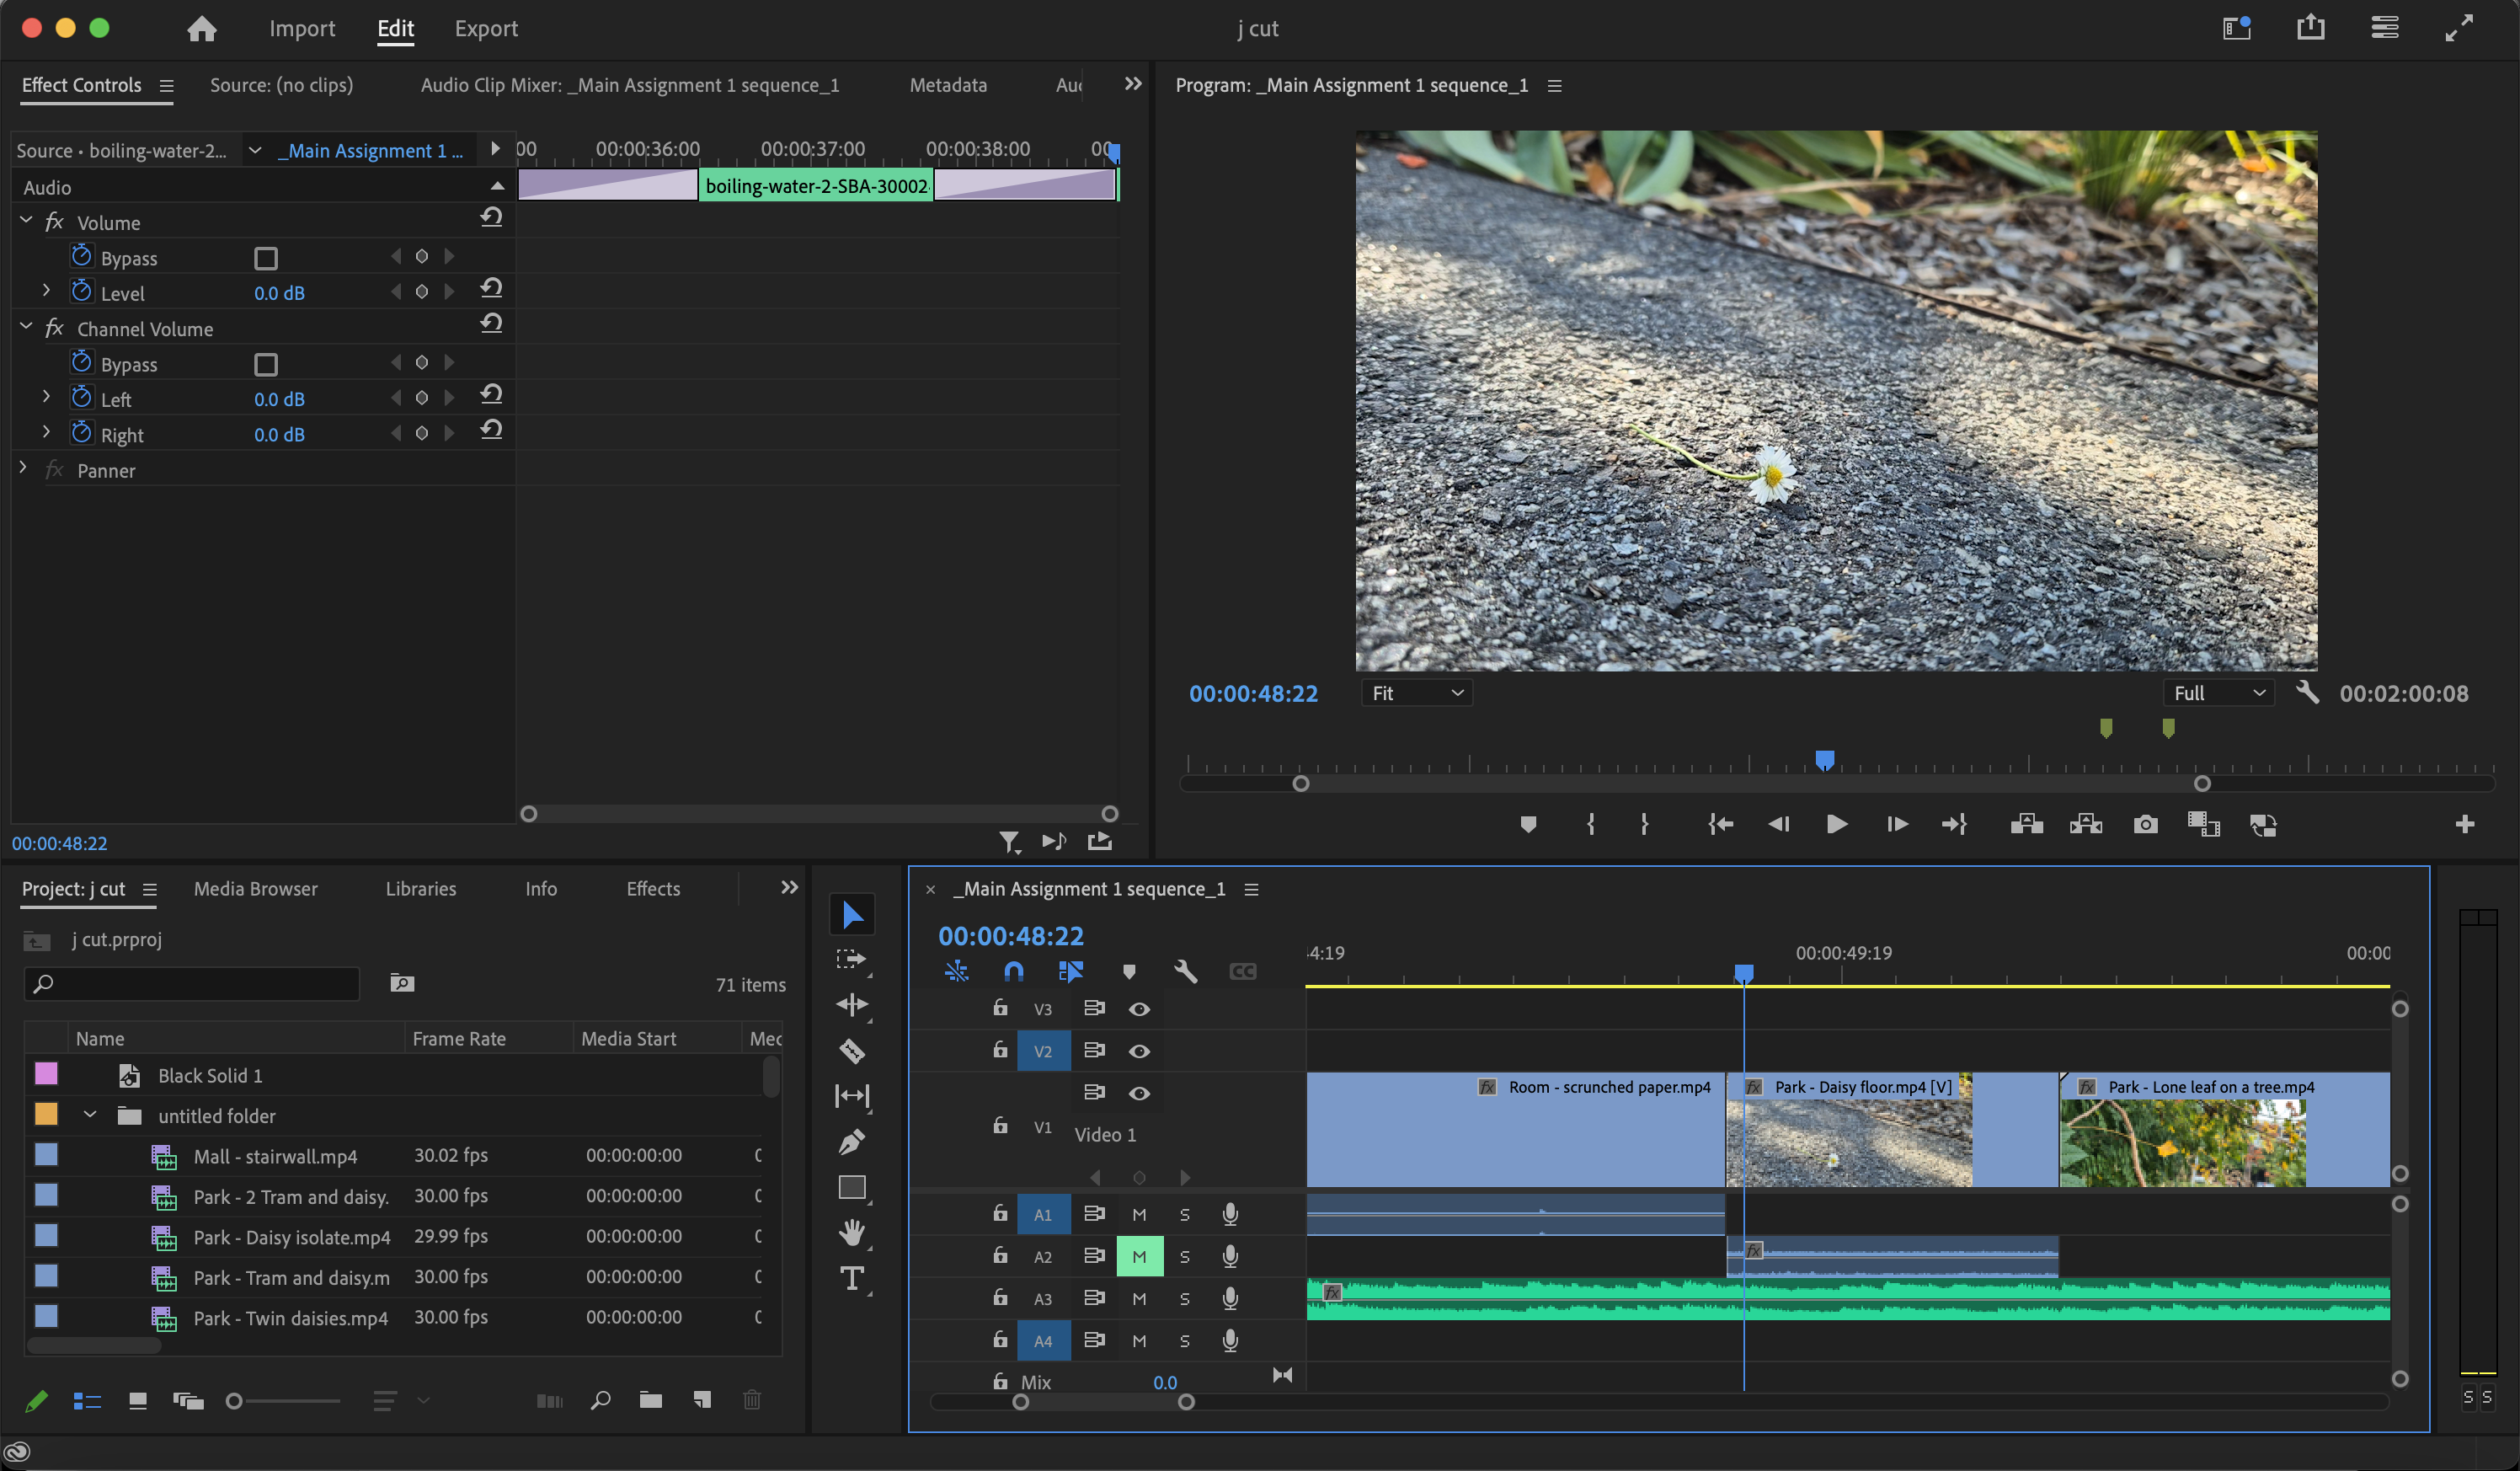 Import Edit Export j cut
Effect Controls Source: (no clips) Audio Clip Mixer: _Main Assignment 1 sequence_1 Metadata Au
Source • boiling-water-2... _Main Assignment 1 ...
00 00:00:36:00 00:00:37:00 00:00:38:00 00
Audio
boiling-water-2-SBA-30002
fx Volume
Bypass
Level 0.0 dB
fx Channel Volume
Bypass
Left 0.0 dB
Right 0.0 dB
fx Panner
00:00:48:22
Program: _Main Assignment 1 sequence_1
00:00:48:22 Fit Full 00:02:00:08
Project: j cut Media Browser Libraries Info Effects
j cut.prproj
71 items
Name Frame Rate Media Start Mec
Black Solid 1
untitled folder
Mall - stairwall.mp4 30.02 fps 00:00:00:00
Park - 2 Tram and daisy. 30.00 fps 00:00:00:00
Park - Daisy isolate.mp4 29.99 fps 00:00:00:00
Park - Tram and daisy.m 30.00 fps 00:00:00:00
Park - Twin daisies.mp4 30.00 fps 00:00:00:00
T
× _Main Assignment 1 sequence_1
00:00:48:22
CC
4:19 00:00:49:19 00:00
V3
V2
V1 Video 1
fx Room - scrunched paper.mp4 fx Park - Daisy floor.mp4 [V] fx Park - Lone leaf on a tree.mp4
A1 M S
A2 M S fx
A3 M S fx
A4 M S
Mix 0.0
S S